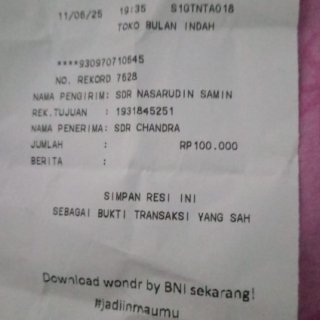 11/06/25 19:35 S1GTNTA018
TOKO BULAN INDAH
****930970710645
NO. REKORD 7628
NAMA PENGIRIM: SDR NASARUDIN SAMIN
REK.TUJUAN : 1931845251
NAMA PENERIMA: SDR CHANDRA
JUMLAH : RP100.000
BERITA :
SIMPAN RESI INI
SEBAGAI BUKTI TRANSAKSI YANG SAH
Download wondr by BNI sekarang!
#jadiinmaumu